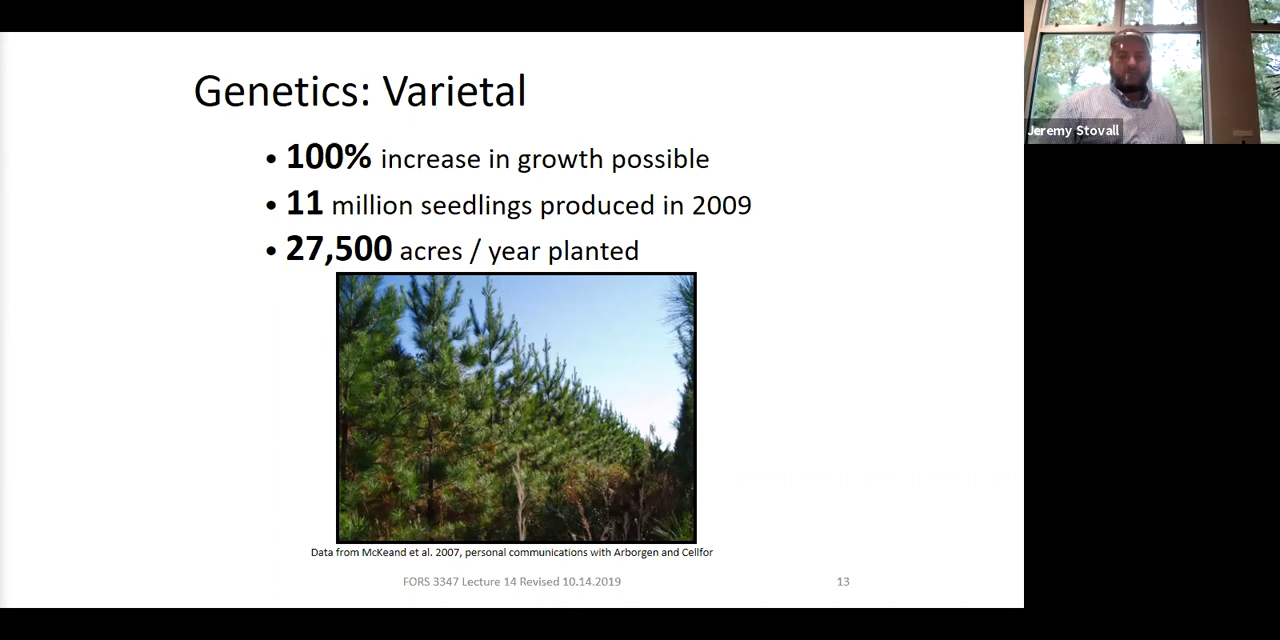 Genetics: Varietal
• 100% increase in growth possible
• 11 million seedlings produced in 2009
• 27,500 acres / year planted
Data from McKeand et al. 2007, personal communications with Arborgen and Cellfor
FORS 3347 Lecture 14 Revised 10.14.2019
13
Jeremy Stovall